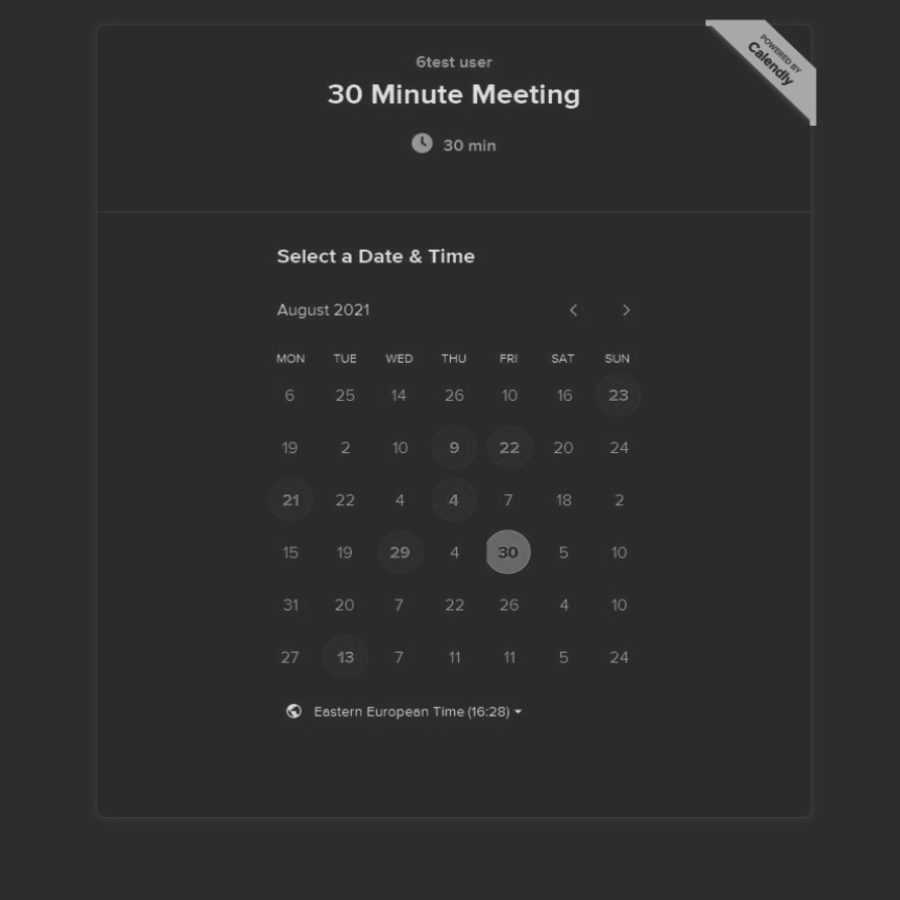 POWERED BY
Calendly
6test user
30 Minute Meeting
30 min
Select a Date & Time
August 2021
MON TUE WED THU FRI SAT SUN
6 25 14 26 10 16 23
19 2 10 9 22 20 24
21 22 4 4 7 18 2
15 19 29 4 30 5 10
31 20 7 22 26 4 10
27 13 7 11 11 5 24
Eastern European Time (16:28)